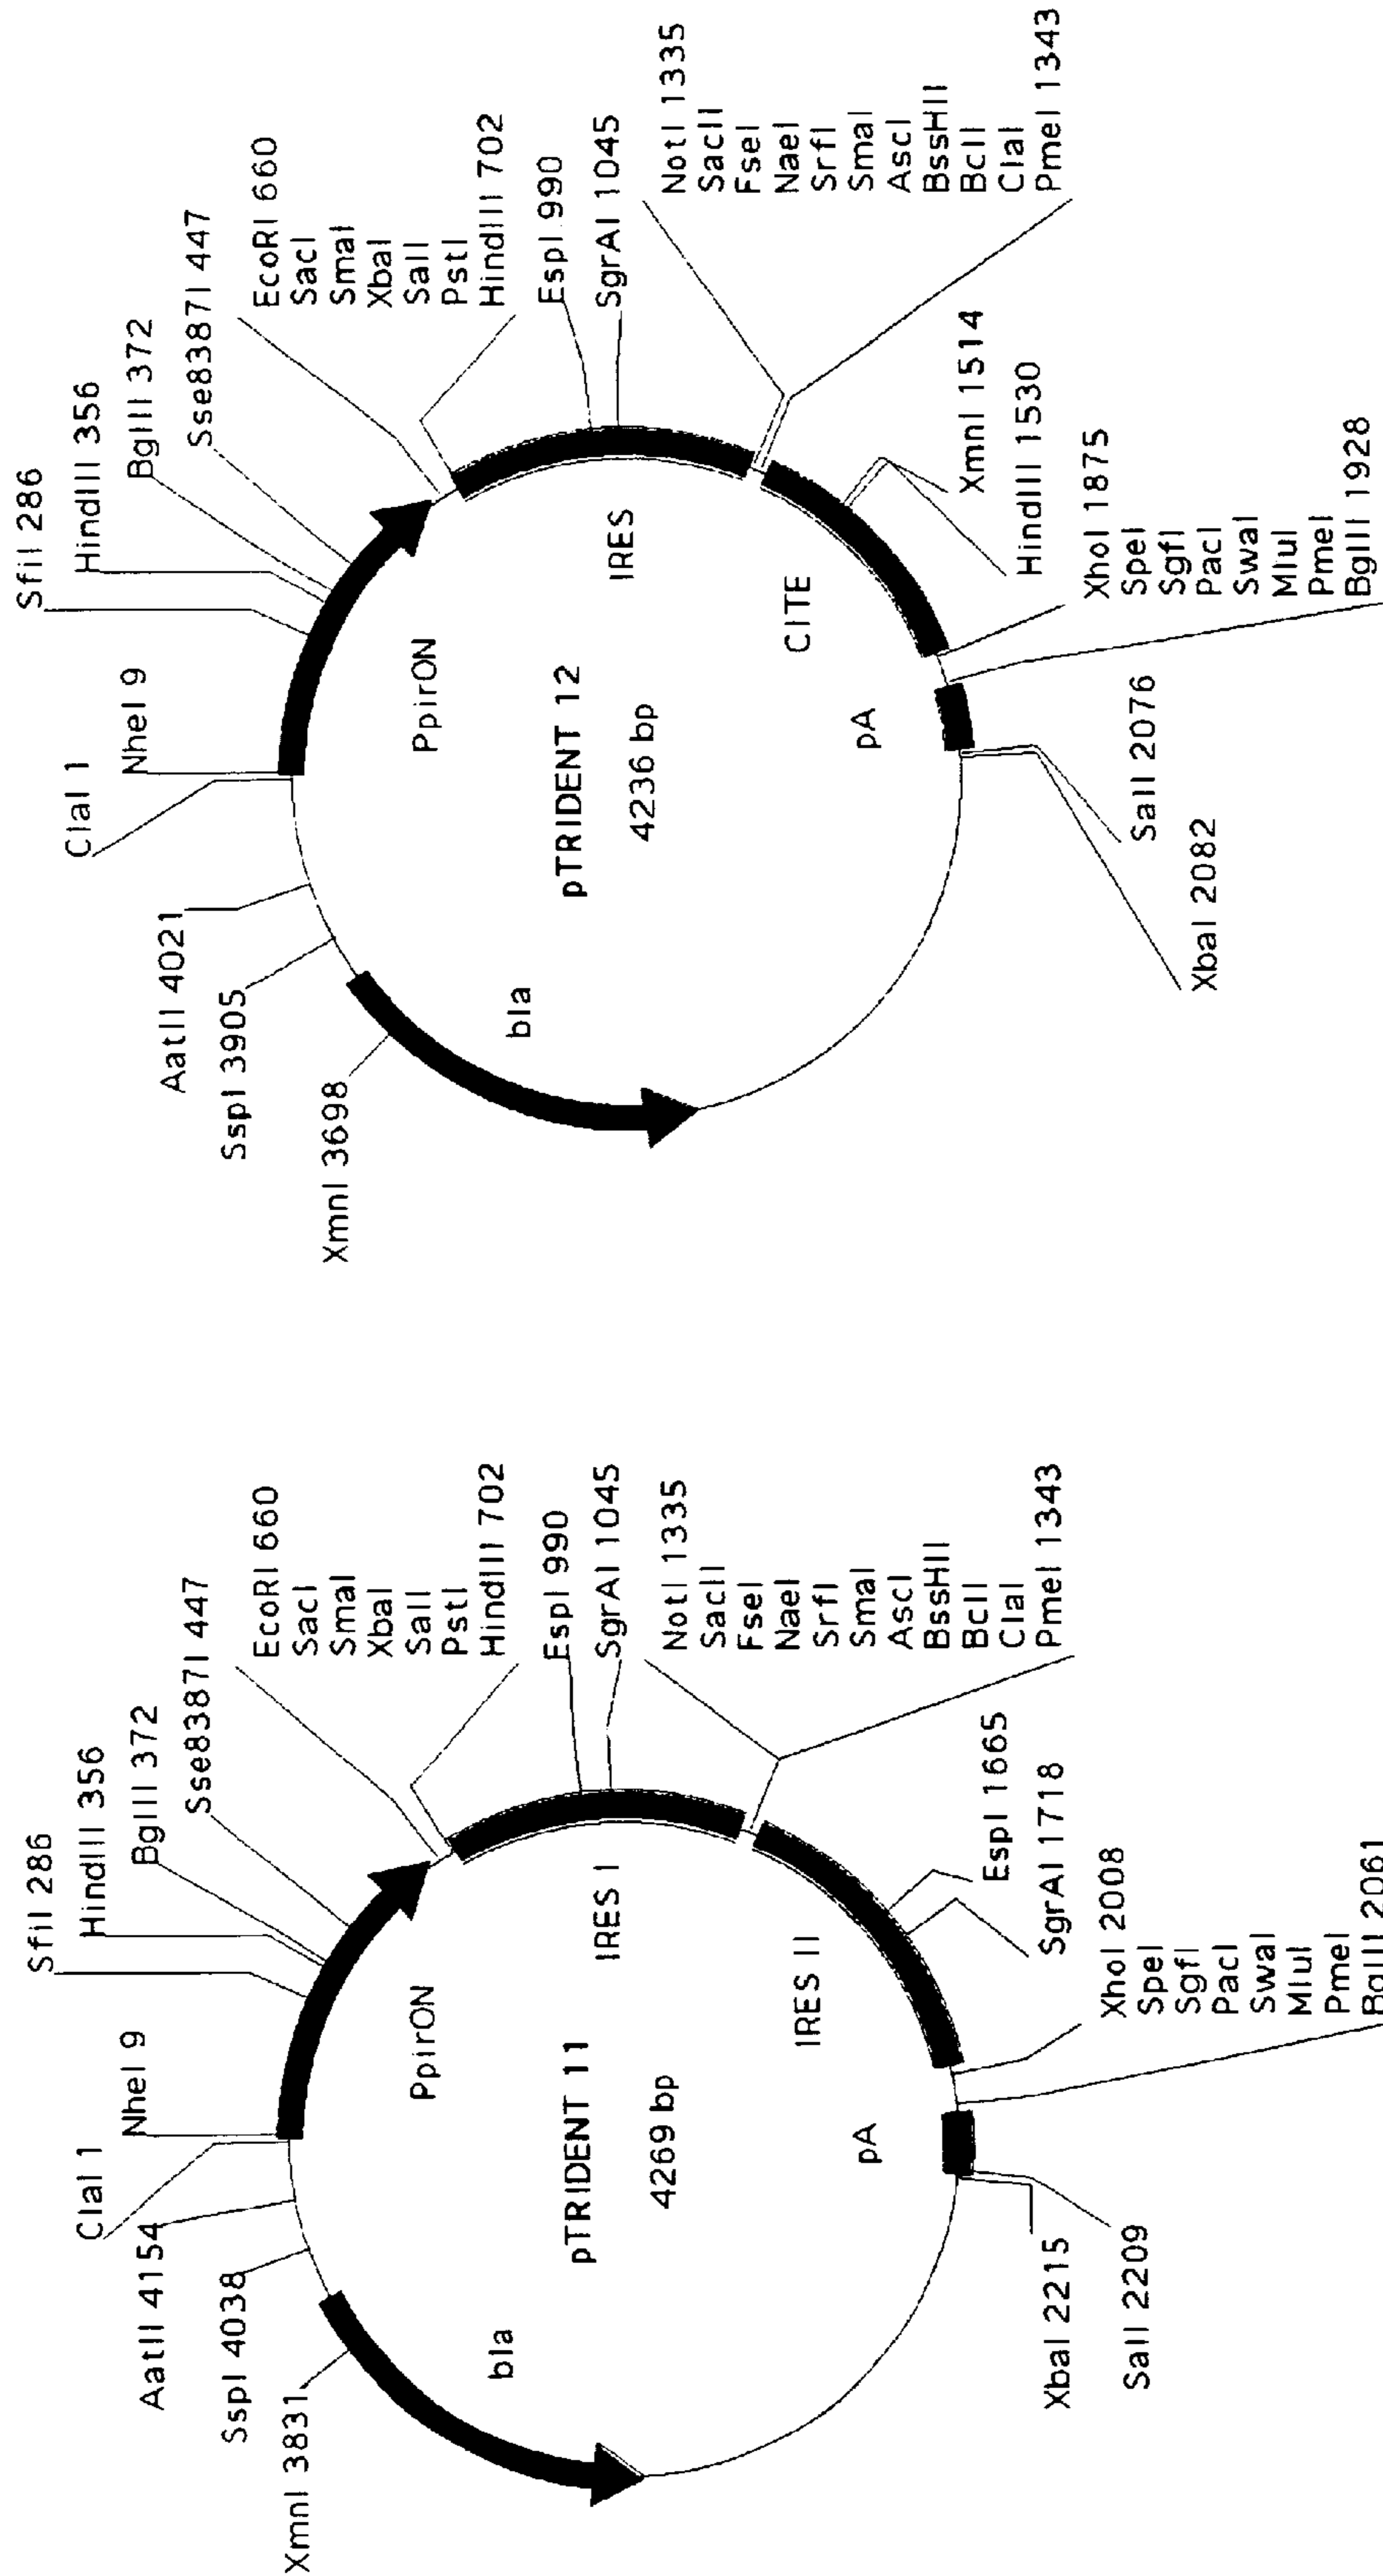 ClaI 1
NheI 9
SfiI 286
HindIII 356
BglII 372
Sse8387I 447
EcoRI 660
SacI
SmaI
XbaI
SalI
PstI
HindIII 702
EspI 990
SgrAI 1045
NotI 1335
SacII
FseI
NaeI
SrfI
SmaI
AscI
BssHII
BclI
ClaI
PmeI 1343
EspI 1665
SgrAI 1718
XhoI 2008
SpeI
SgfI
PacI
SwaI
MluI
PmeI
BglII 2061
SalI 2209
XbaI 2215
XmnI 3831
SspI 4038
AatII 4154
PpirON
IRES I
IRES II
pA
bla
pTRIDENT 11
4269 bp
ClaI 1
NheI 9
SfiI 286
HindIII 356
BglII 372
Sse8387I 447
EcoRI 660
SacI
SmaI
XbaI
SalI
PstI
HindIII 702
EspI 990
SgrAI 1045
NotI 1335
SacII
FseI
NaeI
SrfI
SmaI
AscI
BssHII
BclI
ClaI
PmeI 1343
XmnI 1514
HindIII 1530
XhoI 1875
SpeI
SgfI
PacI
SwaI
MluI
PmeI
BglII 1928
SalI 2076
XbaI 2082
XmnI 3698
SspI 3905
AatII 4021
PpirON
IRES
CITE
pA
bla
pTRIDENT 12
4236 bp